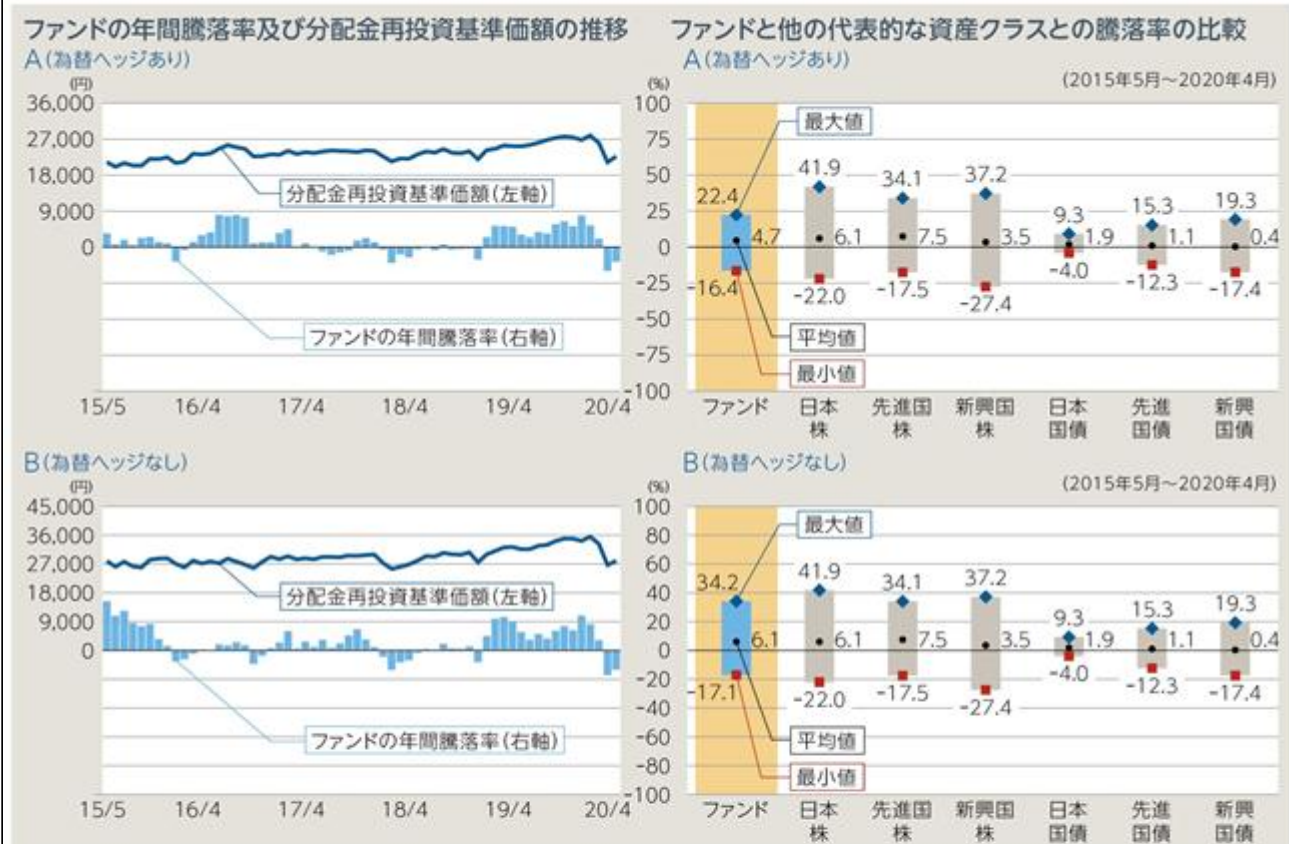 ファンドの年間騰落率及び分配金再投資基準価額の推移
A(為替ヘッジあり)
(円)
(%)
36,000
27,000
18,000
9,000
0
100
75
50
25
0
-25
-50
-75
-100
分配金再投資基準価額(左軸)
ファンドの年間騰落率(右軸)
15/5 16/4 17/4 18/4 19/4 20/4
ファンドと他の代表的な資産クラスとの騰落率の比較
A(為替ヘッジあり)
(2015年5月~2020年4月)
最大値
22.4 41.9 34.1 37.2 9.3 15.3 19.3
4.7 6.1 7.5 3.5 1.9 1.1 0.4
-16.4 -22.0 -17.5 -27.4 -4.0 -12.3 -17.4
平均値
最小値
ファンド 日本 先進国 新興国 日本 先進 新興
株 株 株 国債 国債 国債
B(為替ヘッジなし)
(円)
(%)
45,000
36,000
27,000
18,000
9,000
0
100
80
60
40
20
0
-20
-40
-60
-80
-100
分配金再投資基準価額(左軸)
ファンドの年間騰落率(右軸)
15/5 16/4 17/4 18/4 19/4 20/4
B(為替ヘッジなし)
(2015年5月~2020年4月)
最大値
34.2 41.9 34.1 37.2 9.3 15.3 19.3
6.1 6.1 7.5 3.5 1.9 1.1 0.4
-17.1 -22.0 -17.5 -27.4 -4.0 -12.3 -17.4
平均値
最小値
ファンド 日本 先進国 新興国 日本 先進 新興
株 株 株 国債 国債 国債